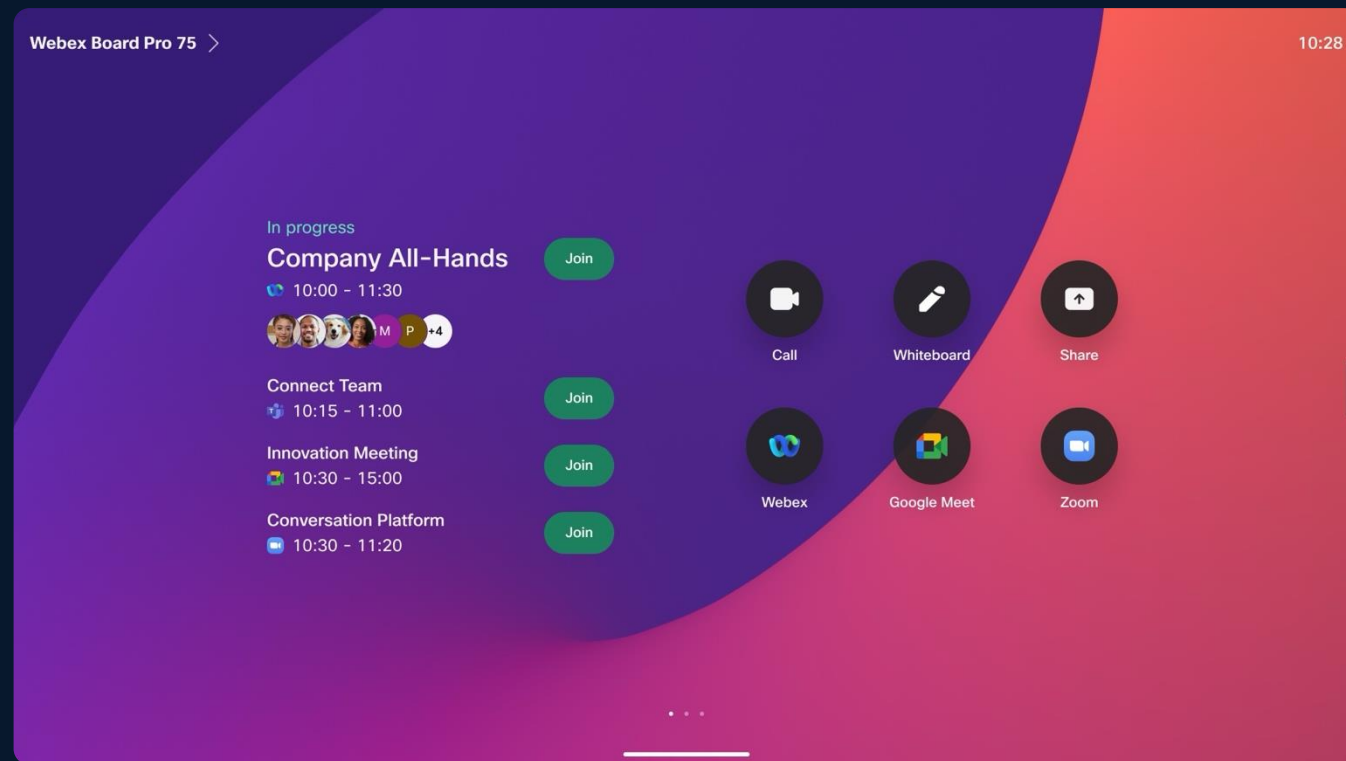 Webex Board Pro 75
10:28
In progress
Company All-Hands
Join
10:00 - 11:30
M P +4
Connect Team
Join
10:15 - 11:00
Innovation Meeting
Join
10:30 - 15:00
Conversation Platform
Join
10:30 - 11:20
Call Whiteboard Share
Webex Google Meet Zoom